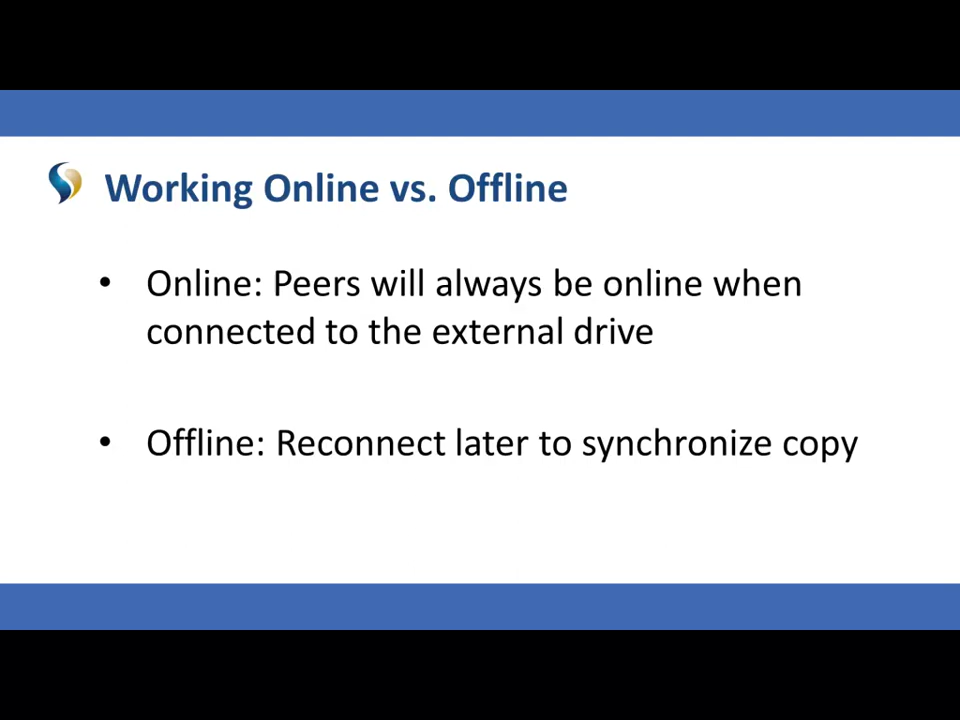 Working Online vs. Offline
• Online: Peers will always be online when
connected to the external drive
• Offline: Reconnect later to synchronize copy